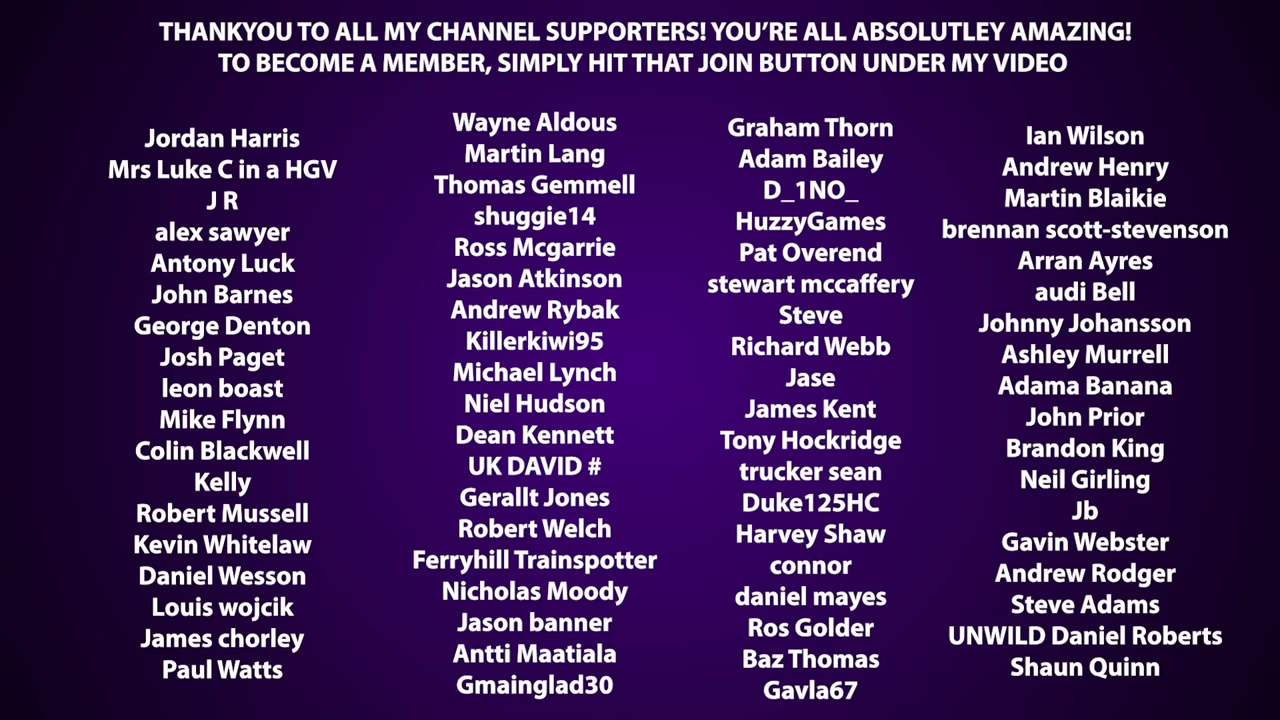 THANKYOU TO ALL MY CHANNEL SUPPORTERS! YOU'RE ALL ABSOLUTLEY AMAZING!
TO BECOME A MEMBER, SIMPLY HIT THAT JOIN BUTTON UNDER MY VIDEO
Jordan Harris
Mrs Luke C in a HGV
J R
alex sawyer
Antony Luck
John Barnes
George Denton
Josh Paget
leon boast
Mike Flynn
Colin Blackwell
Kelly
Robert Mussell
Kevin Whitelaw
Daniel Wesson
Louis wojcik
James chorley
Paul Watts
Wayne Aldous
Martin Lang
Thomas Gemmell
shuggie14
Ross Mcgarrie
Jason Atkinson
Andrew Rybak
Killerkiwi95
Michael Lynch
Niel Hudson
Dean Kennett
UK DAVID #
Gerallt Jones
Robert Welch
Ferryhill Trainspotter
Nicholas Moody
Jason banner
Antti Maatiala
Gmainglad30
Graham Thorn
Adam Bailey
D_1NO_
HuzzyGames
Pat Overend
stewart mccaffery
Steve
Richard Webb
Jase
James Kent
Tony Hockridge
trucker sean
Duke125HC
Harvey Shaw
connor
daniel mayes
Ros Golder
Baz Thomas
Gavla67
Ian Wilson
Andrew Henry
Martin Blaikie
brennan scott-stevenson
Arran Ayres
audi Bell
Johnny Johansson
Ashley Murrell
Adama Banana
John Prior
Brandon King
Neil Girling
Jb
Gavin Webster
Andrew Rodger
Steve Adams
UNWILD Daniel Roberts
Shaun Quinn